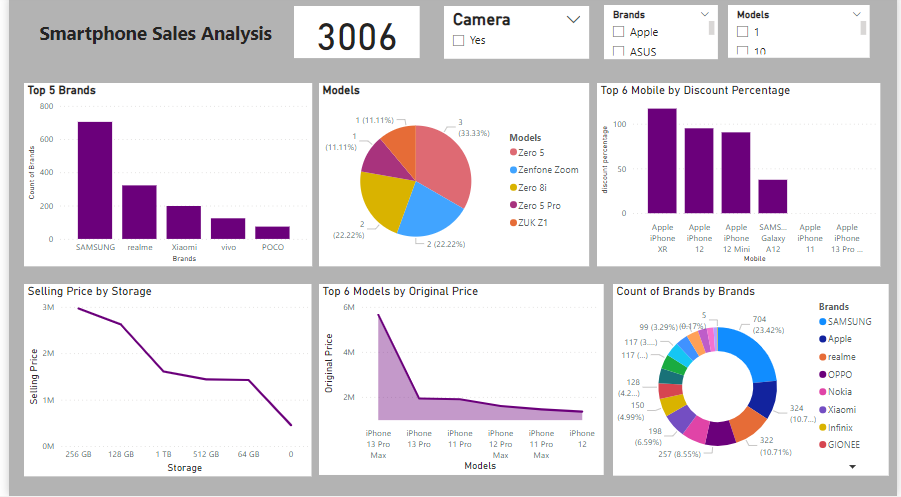 Smartphone Sales Analysis
3006
Camera
Yes
Brands
Apple
ASUS
Models
1
10
Top 5 Brands
800
600
400
200
0
Count of Brands
SAMSUNG
realme
Xiaomi
vivo
POCO
Brands
Models
1 (11.11%)
3
(33.33%)
1
(11.11%)
2
(22.22%)
2 (22.22%)
Models
Zero 5
Zenfone Zoom
Zero 8i
Zero 5 Pro
ZUK Z1
Top 6 Mobile by Discount Percentage
100
50
0
discount percentage
Apple
iPhone
XR
Apple
iPhone
12
Apple
iPhone
12 Mini
SAMS...
Galaxy
A12
Apple
iPhone
11
Apple
iPhone
13 Pro ...
Mobile
Selling Price by Storage
3M
2M
1M
0M
Selling Price
256 GB
128 GB
1 TB
512 GB
64 GB
0
Storage
Top 6 Models by Original Price
6M
4M
2M
Original Price
iPhone
13 Pro
Max
iPhone
13 Pro
iPhone
11 Pro
iPhone
12 Pro
Max
iPhone
11 Pro
Max
iPhone
12
Models
Count of Brands by Brands
5
(0.17%)
704
(23.42%)
99 (3.29%)
117 (3....)
117 (...)
128
(4.2...)
150
(4.99%)
198
(6.59%)
257 (8.55%)
322
(10.71%)
324
(10.7...)
Brands
SAMSUNG
Apple
realme
OPPO
Nokia
Xiaomi
Infinix
GIONEE